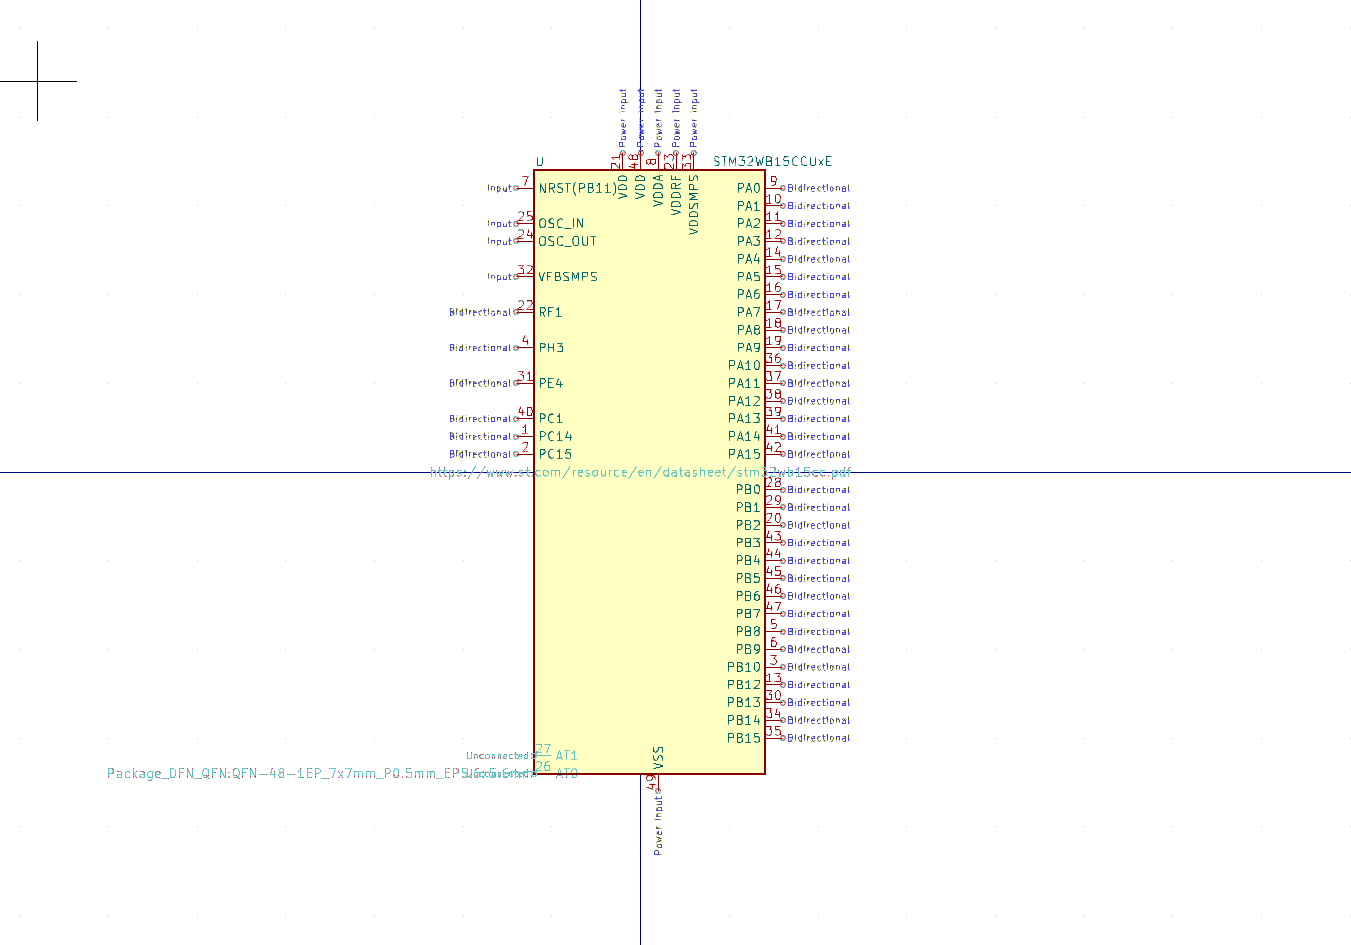 Power Input Power Input Power Input Power Input Power Input
21 48 8 23 33
U STM32WB15CCUxE
VDD VDD VDDA VDDRF VDDSMPS
Input 7 NRST(PB11) PA0 9 Bidirectional
PA1 10 Bidirectional
Input 25 OSC_IN PA2 11 Bidirectional
Input 24 OSC_OUT PA3 12 Bidirectional
PA4 14 Bidirectional
Input 32 VFBSMPS PA5 15 Bidirectional
PA6 16 Bidirectional
Bidirectional 22 RF1 PA7 17 Bidirectional
PA8 18 Bidirectional
Bidirectional 4 PH3 PA9 19 Bidirectional
PA10 36 Bidirectional
Bidirectional 31 PE4 PA11 37 Bidirectional
PA12 38 Bidirectional
Bidirectional 40 PC1 PA13 39 Bidirectional
Bidirectional 1 PC14 PA14 41 Bidirectional
Bidirectional 2 PC15 PA15 42 Bidirectional
https://www.st.com/resource/en/datasheet/stm32wb15cc.pdf
PB0 28 Bidirectional
PB1 29 Bidirectional
PB2 20 Bidirectional
PB3 43 Bidirectional
PB4 44 Bidirectional
PB5 45 Bidirectional
PB6 46 Bidirectional
PB7 47 Bidirectional
PB8 5 Bidirectional
PB9 6 Bidirectional
PB10 3 Bidirectional
PB12 13 Bidirectional
PB13 30 Bidirectional
PB14 34 Bidirectional
PB15 35 Bidirectional
Unconnected 27 AT1
Package_DFN_QFN:QFN-48-1EP_7x7mm_P0.5mm_EP5.6x5.6mm
Unconnected 26 AT0
VSS
49
Power Input